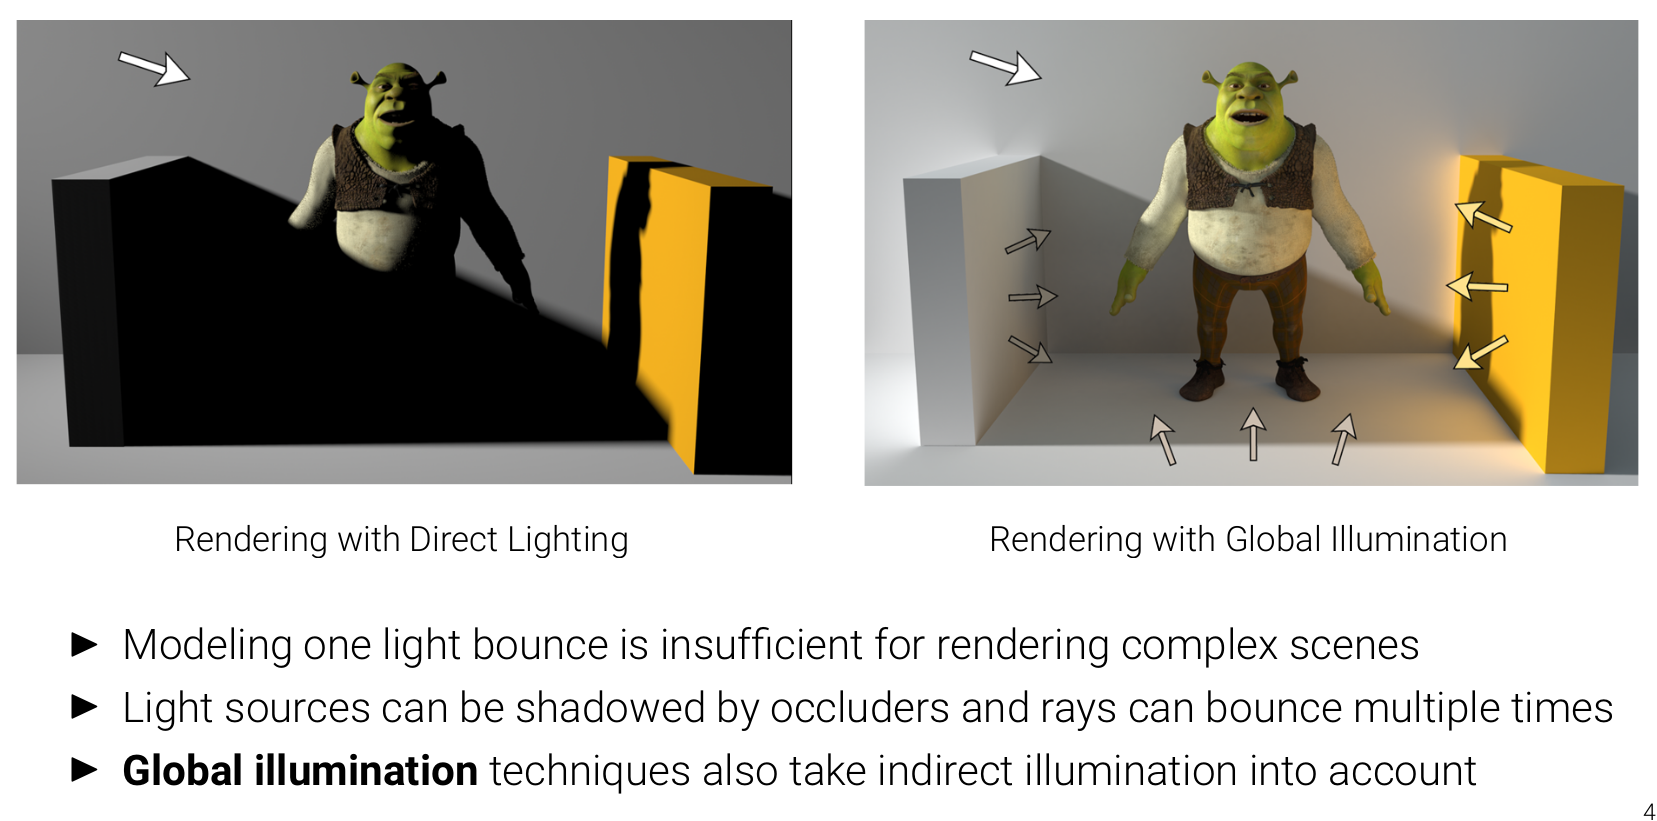 Rendering with Direct Lighting
Rendering with Global Illumination
Modeling one light bounce is insufficient for rendering complex scenes
Light sources can be shadowed by occluders and rays can bounce multiple times
Global illumination techniques also take indirect illumination into account
4